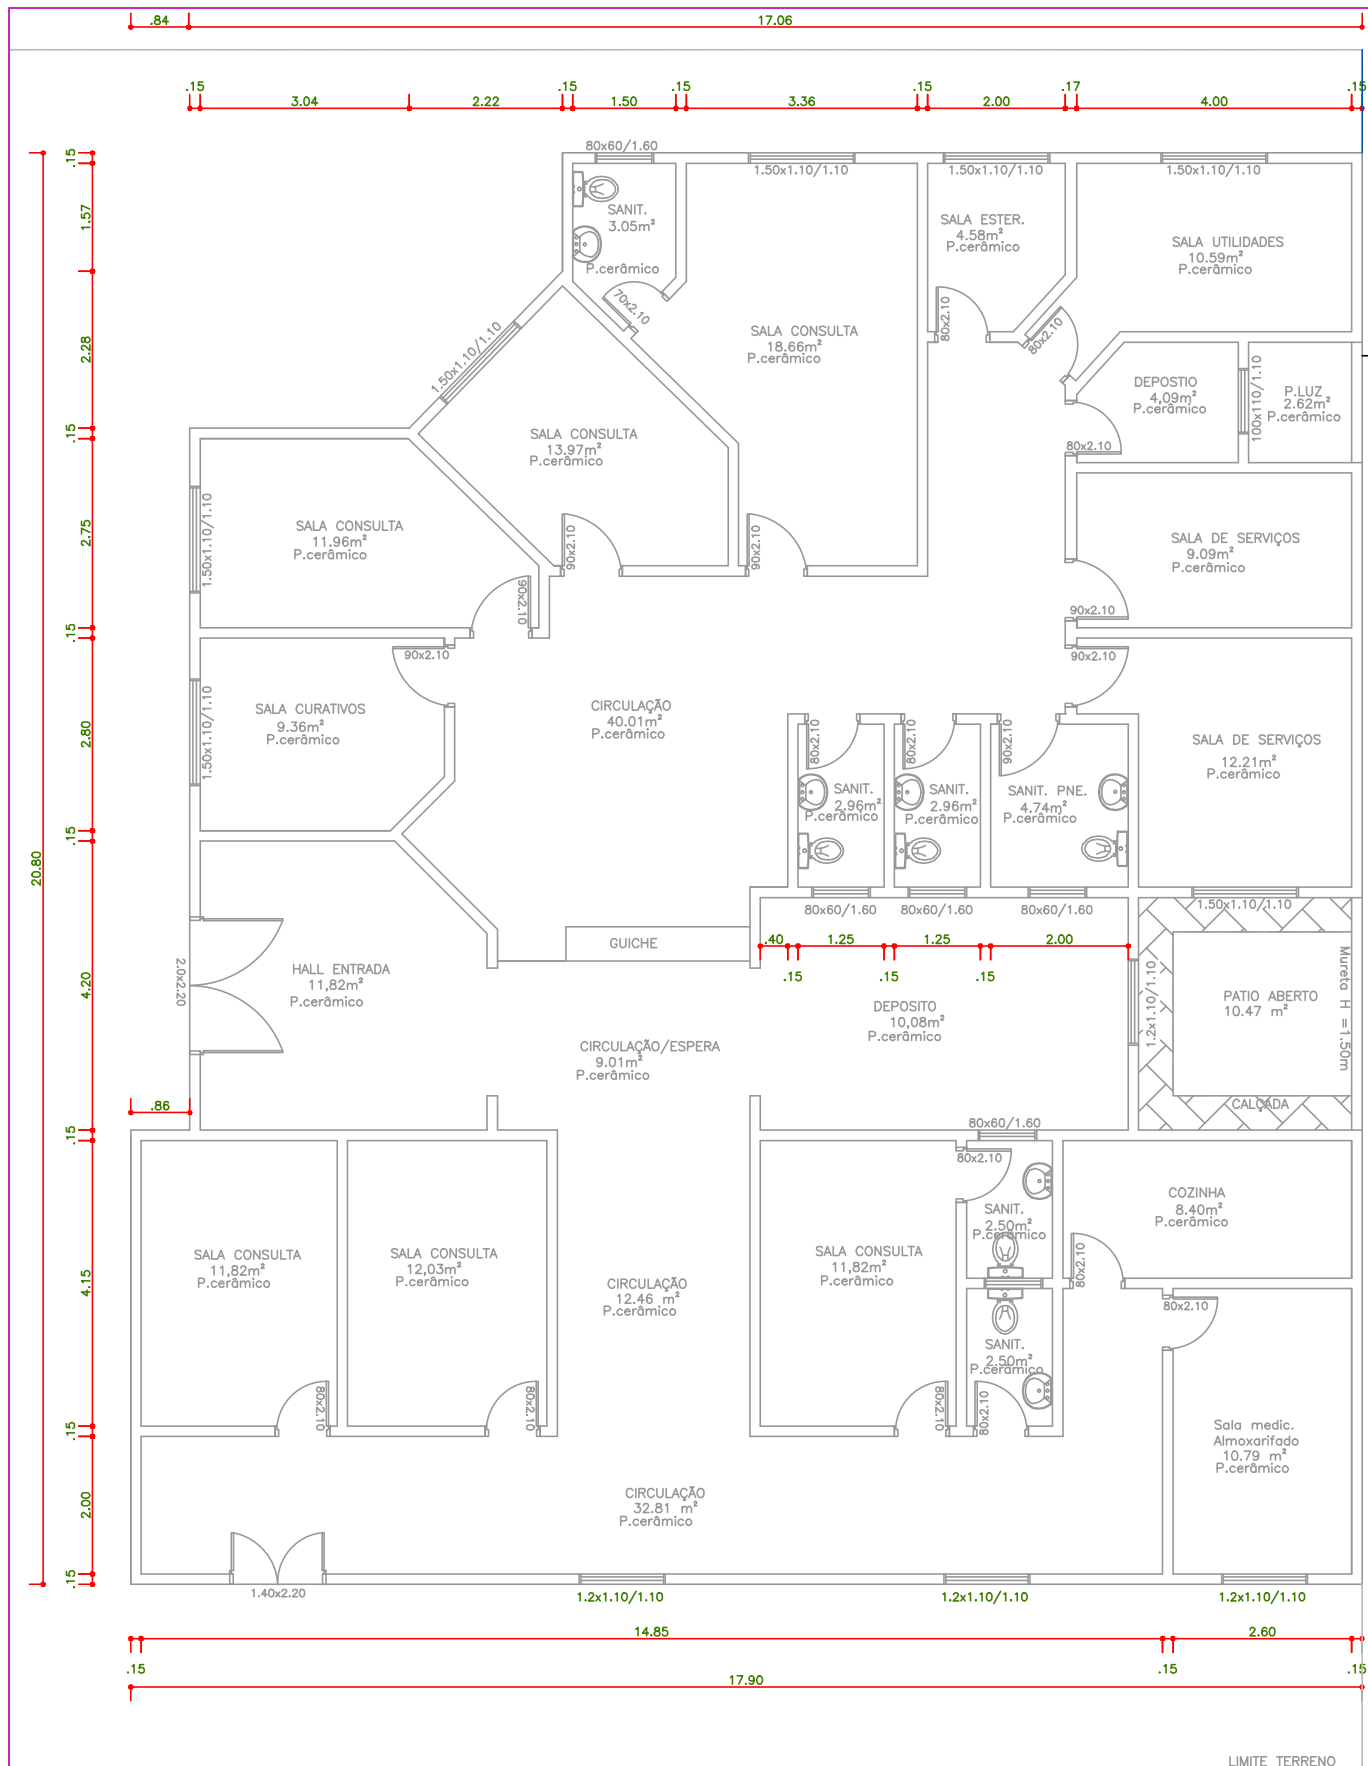 .84
17.06
.15
3.04
2.22
.15
1.50
.15
3.36
.15
2.00
.17
4.00
.15
80x60/1.60
1.50x1.10/1.10
1.50x1.10/1.10
1.50x1.10/1.10
.15
1.57
2.28
.15
2.75
.15
2.80
.15
4.20
.15
4.15
.15
2.00
.15
20.80
SANIT.
3.05m²
P.cerâmico
70x2.10
SALA ESTER.
4.58m²
P.cerâmico
80x2.10
SALA UTILIDADES
10.59m²
P.cerâmico
80x2.10
SALA CONSULTA
18.66m²
P.cerâmico
1.50x1.10/1.10
DEPOSTIO
4,09m²
P.cerâmico
80x2.10
100x110/1.10
P.LUZ
2.62m²
P.cerâmico
SALA CONSULTA
13.97m²
P.cerâmico
90x2.10
90x2.10
SALA CONSULTA
11.96m²
P.cerâmico
1.50x1.10/1.10
90x2.10
SALA DE SERVIÇOS
9.09m²
P.cerâmico
90x2.10
90x2.10
90x2.10
SALA CURATIVOS
9.36m²
P.cerâmico
1.50x1.10/1.10
CIRCULAÇÃO
40.01m²
P.cerâmico
SALA DE SERVIÇOS
12.21m²
P.cerâmico
80x2.10
80x2.10
90x2.10
SANIT.
2.96m²
P.cerâmico
SANIT.
2.96m²
P.cerâmico
SANIT. PNE.
4.74m²
P.cerâmico
80x60/1.60
80x60/1.60
80x60/1.60
1.50x1.10/1.10
GUICHE
.40
1.25
1.25
2.00
.15
.15
.15
HALL ENTRADA
11,82m²
P.cerâmico
2.0x2.20
DEPOSITO
10,08m²
P.cerâmico
1.2x1.10/1.10
PATIO ABERTO
10.47 m²
Mureta H =1.50m
CALÇADA
CIRCULAÇÃO/ESPERA
9.01m²
P.cerâmico
.86
80x60/1.60
80x2.10
SANIT.
2.50m²
P.cerâmico
COZINHA
8.40m²
P.cerâmico
80x2.10
80x2.10
SALA CONSULTA
11,82m²
P.cerâmico
80x2.10
SALA CONSULTA
12,03m²
P.cerâmico
80x2.10
CIRCULAÇÃO
12.46 m²
P.cerâmico
SALA CONSULTA
11,82m²
P.cerâmico
80x2.10
SANIT.
2.50m²
P.cerâmico
80x2.10
Sala medic.
Almoxarifado
10.79 m²
P.cerâmico
CIRCULAÇÃO
32.81 m²
P.cerâmico
1.40x2.20
1.2x1.10/1.10
1.2x1.10/1.10
1.2x1.10/1.10
14.85
2.60
.15
.15
.15
17.90
LIMITE TERRENO